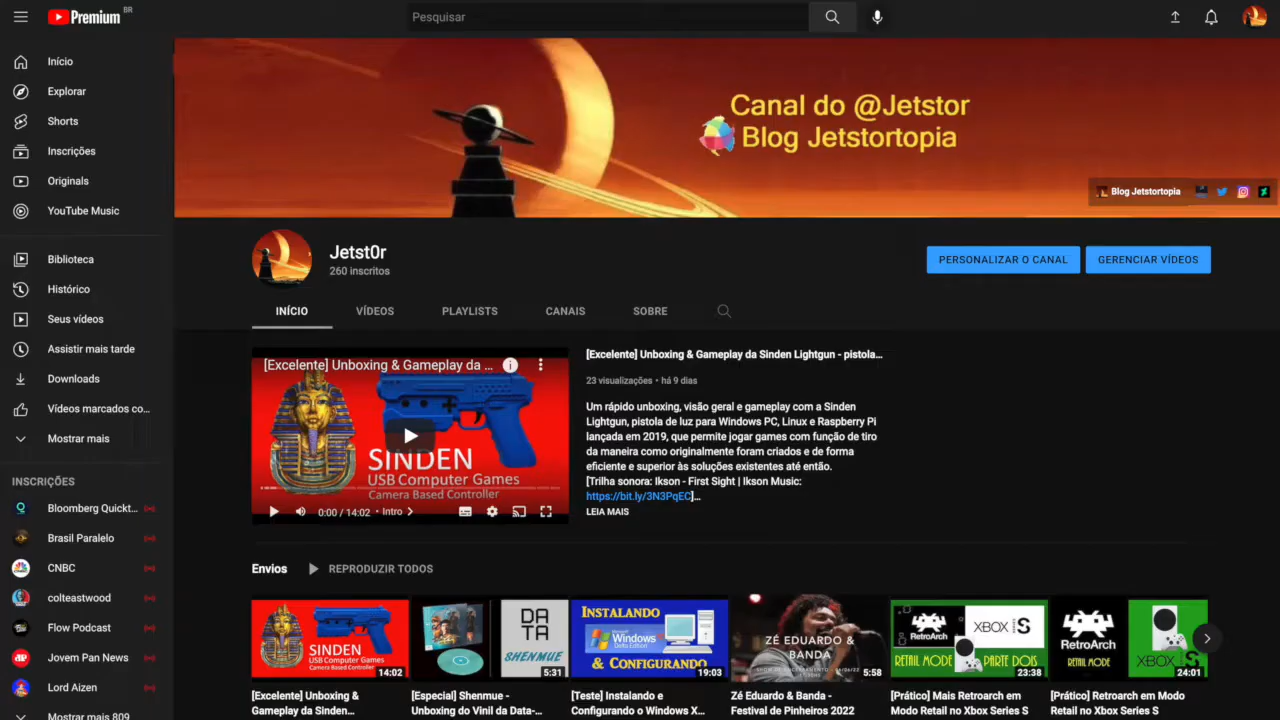 Premium BR
Pesquisar
Início
Explorar
Shorts
Inscrições
Originals
YouTube Music
Biblioteca
Histórico
Seus vídeos
Assistir mais tarde
Downloads
Vídeos marcados co...
Mostrar mais
INSCRIÇÕES
Bloomberg Quickt...
Brasil Paralelo
CNBC
colteastwood
Flow Podcast
Jovem Pan News
Lord Aizen
Mostrar mais 809
Canal do @Jetstor
Blog Jetstortopia
Blog Jetstortopia
Jetst0r
260 inscritos
PERSONALIZAR O CANAL
GERENCIAR VÍDEOS
INÍCIO
VÍDEOS
PLAYLISTS
CANAIS
SOBRE
[Excelente] Unboxing & Gameplay da ...
SINDEN
USB Computer Games
Camera Based Controller
0:00 / 14:02 • Intro
[Excelente] Unboxing & Gameplay da Sinden Lightgun - pistola...
23 visualizações • há 9 dias
Um rápido unboxing, visão geral e gameplay com a Sinden
Lightgun, pistola de luz para Windows PC, Linux e Raspberry Pi
lançada em 2019, que permite jogar games com função de tiro
da maneira como originalmente foram criados e de forma
eficiente e superior às soluções existentes até então.
[Trilha sonora: Ikson - First Sight | Ikson Music:
https://bit.ly/3N3PqEC]...
LEIA MAIS
Envios
REPRODUZIR TODOS
SINDEN
USB Computer Games
Camera Based Controller
14:02
[Excelente] Unboxing &
Gameplay da Sinden...
DA
TA
SHENMUE
5:31
[Especial] Shenmue -
Unboxing do Vinil da Data-...
INSTALANDO
Windows
& CONFIGURANDO
19:03
[Teste] Instalando e
Configurando o Windows X...
ZÉ EDUARDO &
BANDA
5:58
Zé Eduardo & Banda -
Festival de Pinheiros 2022
RETROARCH
XBOX SERIES S
RETAIL MODE PARTE DOIS
23:38
[Prático] Mais Retroarch em
Modo Retail no Xbox Series S
RETROARCH
RETAIL MODE
XBOX SERIES S
24:01
[Prático] Retroarch em Modo
Retail no Xbox Series S